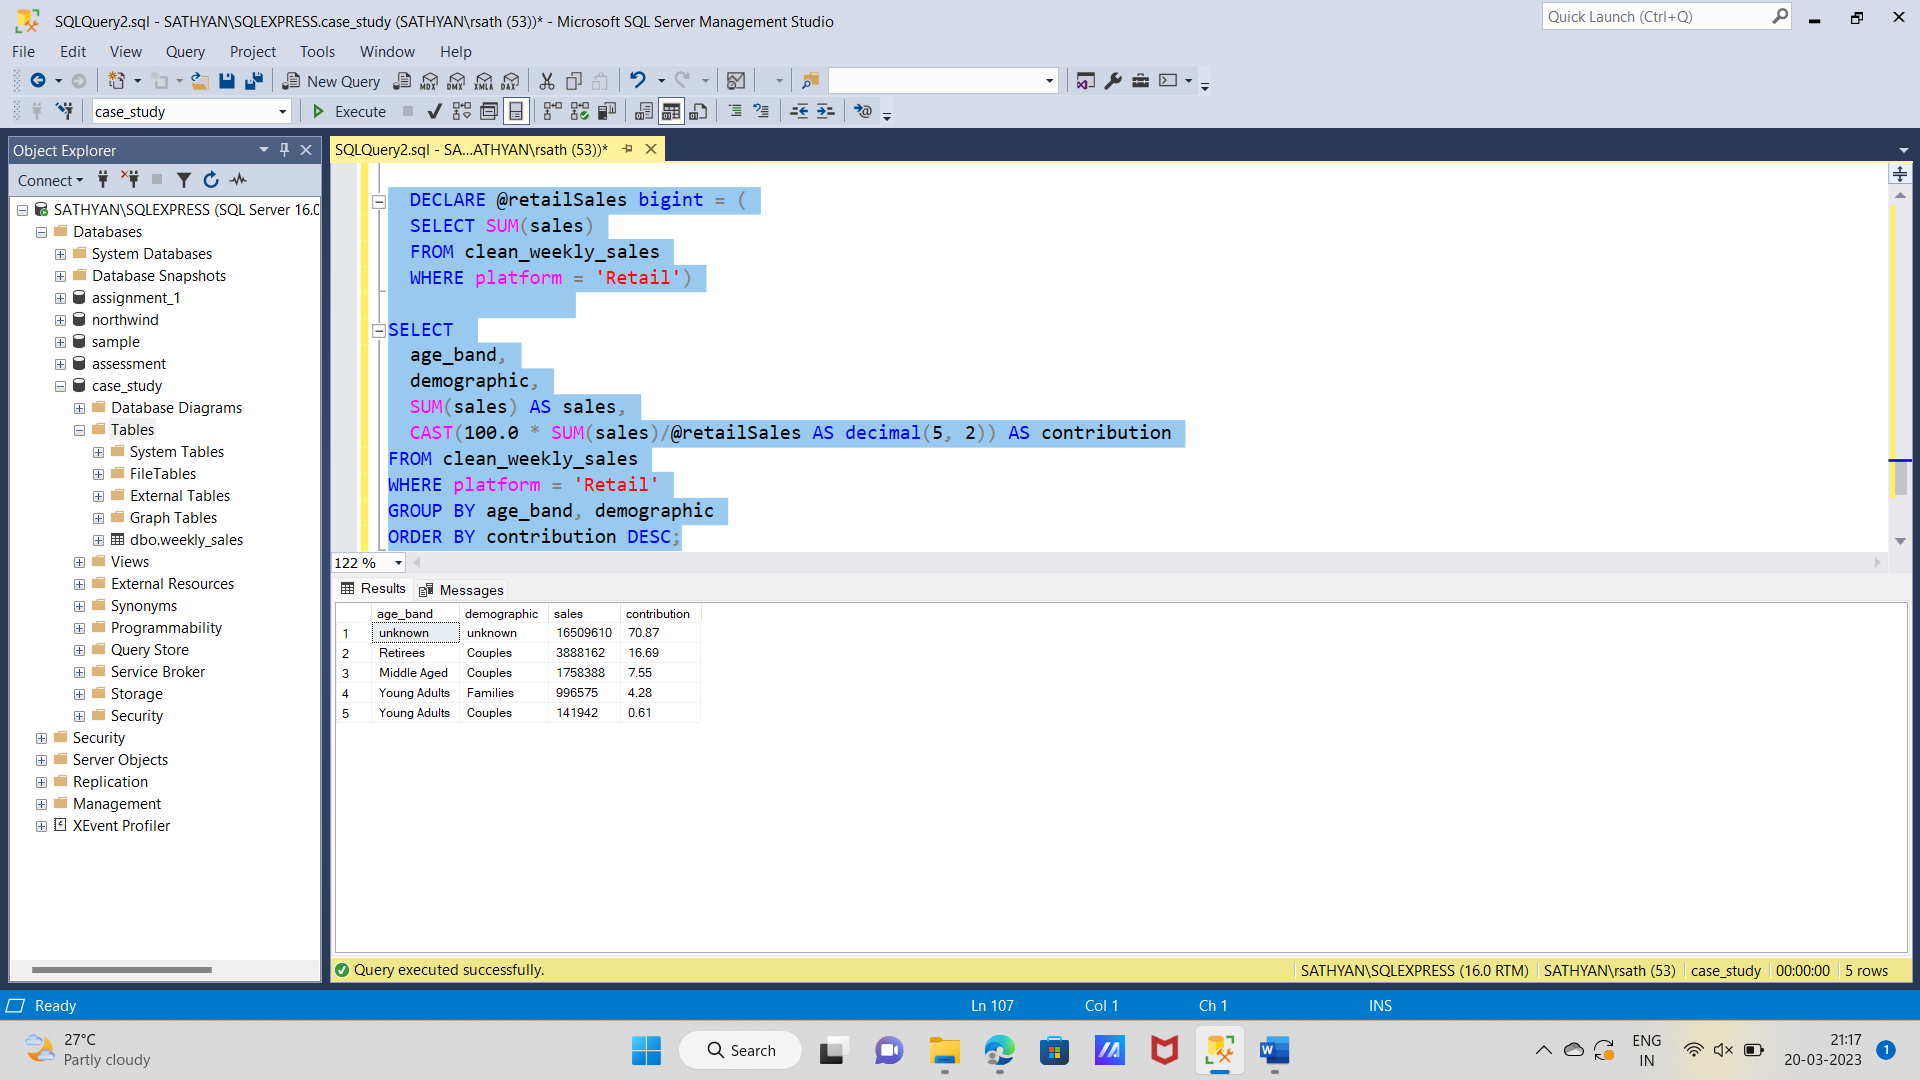 SQLQuery2.sql - SATHYAN\SQLEXPRESS.case_study (SATHYAN\rsath (53))* - Microsoft SQL Server Management Studio
Quick Launch (Ctrl+Q)
File Edit View Query Project Tools Window Help
New Query MDX DMX XMLA DAX
case_study Execute
Object Explorer
Connect
SATHYAN\SQLEXPRESS (SQL Server 16.0
Databases
System Databases
Database Snapshots
assignment_1
northwind
sample
assessment
case_study
Database Diagrams
Tables
System Tables
FileTables
External Tables
Graph Tables
dbo.weekly_sales
Views
External Resources
Synonyms
Programmability
Query Store
Service Broker
Storage
Security
Security
Server Objects
Replication
Management
XEvent Profiler
SQLQuery2.sql - SA...ATHYAN\rsath (53))*
DECLARE @retailSales bigint = (
SELECT SUM(sales)
FROM clean_weekly_sales
WHERE platform = 'Retail')
SELECT
age_band,
demographic,
SUM(sales) AS sales,
CAST(100.0 * SUM(sales)/@retailSales AS decimal(5, 2)) AS contribution
FROM clean_weekly_sales
WHERE platform = 'Retail'
GROUP BY age_band, demographic
ORDER BY contribution DESC;
122 %
Results Messages
age_band demographic sales contribution
1 unknown unknown 16509610 70.87
2 Retirees Couples 3888162 16.69
3 Middle Aged Couples 1758388 7.55
4 Young Adults Families 996575 4.28
5 Young Adults Couples 141942 0.61
Query executed successfully. SATHYAN\SQLEXPRESS (16.0 RTM) SATHYAN\rsath (53) case_study 00:00:00 5 rows
Ready Ln 107 Col 1 Ch 1 INS
27°C
Partly cloudy
Search
ENG
IN
21:17
20-03-2023
1